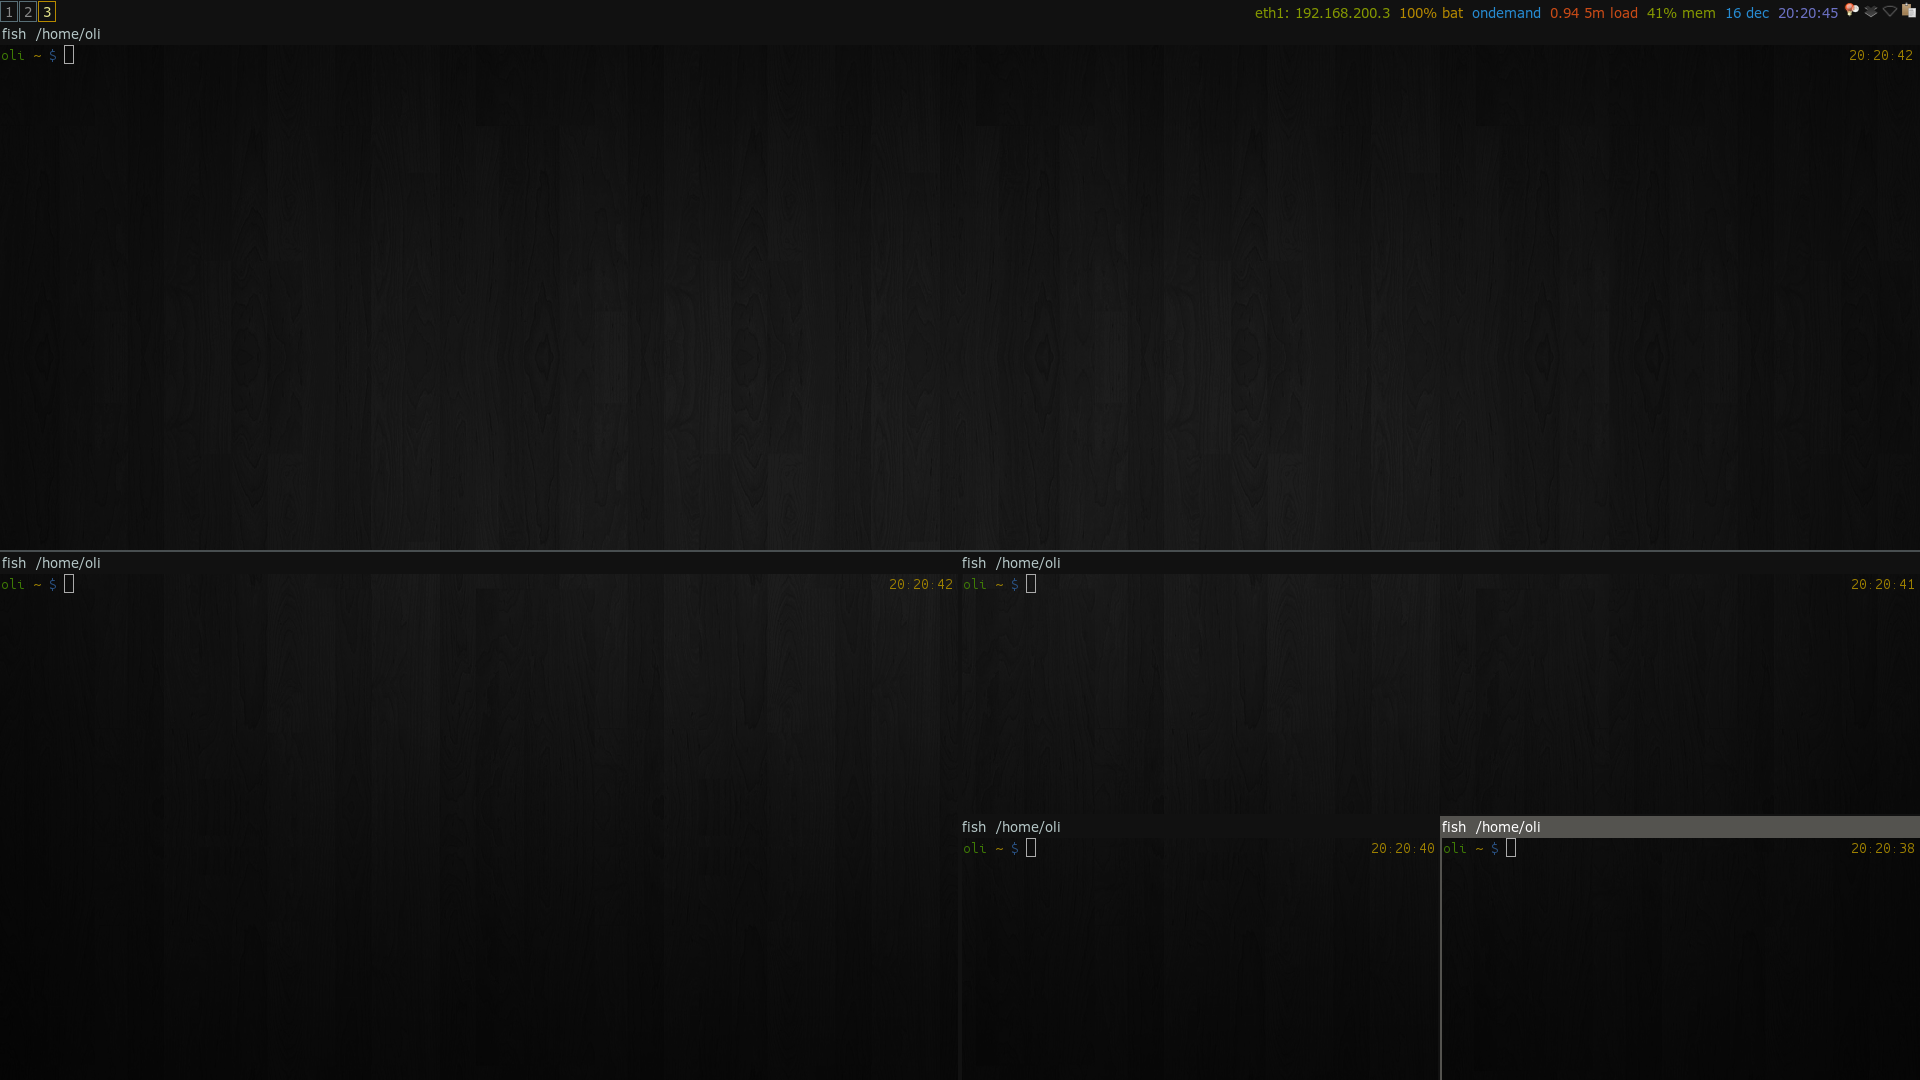 1 2 3 eth1: 192.168.200.3 100% bat ondemand 0.94 5m load 41% mem 16 dec 20:20:45
fish /home/oli
oli ~ $ 20:20:42
fish /home/oli
oli ~ $ 20:20:42
fish /home/oli
oli ~ $ 20:20:41
fish /home/oli
oli ~ $ 20:20:40
fish /home/oli
oli ~ $ 20:20:38